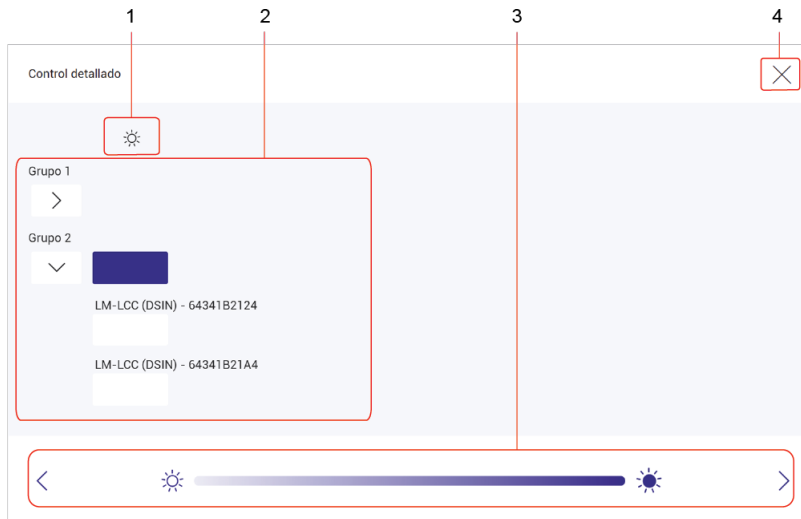 1 2 3 4
Control detallado
Grupo 1
Grupo 2
LM-LCC (DSIN) - 64341B2124
LM-LCC (DSIN) - 64341B21A4